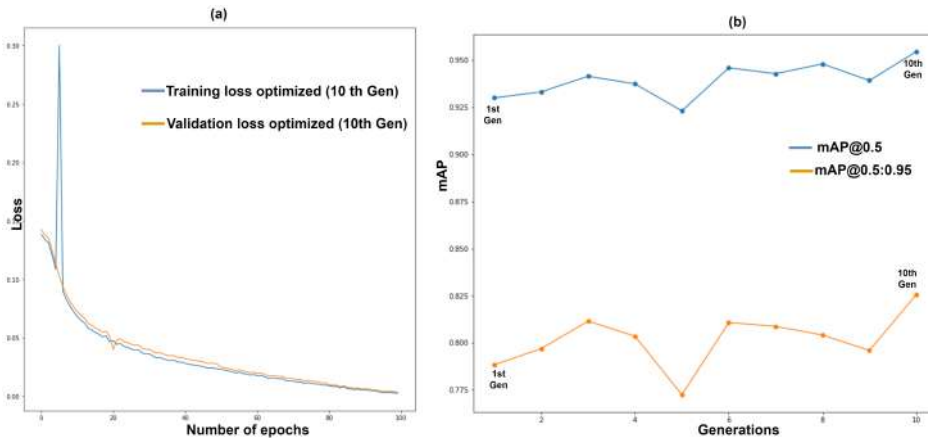 (a)
0.30
0.25
0.20
0.10
0.05
0.00
Loss
Training loss optimized (10 th Gen)
Validation loss optimized (10th Gen)
0 20 40 60 80 100
Number of epochs
(b)
0.950
0.925
0.900
0.875
0.850
0.825
0.800
0.775
mAP
1st
Gen
10th
Gen
mAP@0.5
mAP@0.5:0.95
10th
Gen
1st
Gen
2 4 6 8 10
Generations